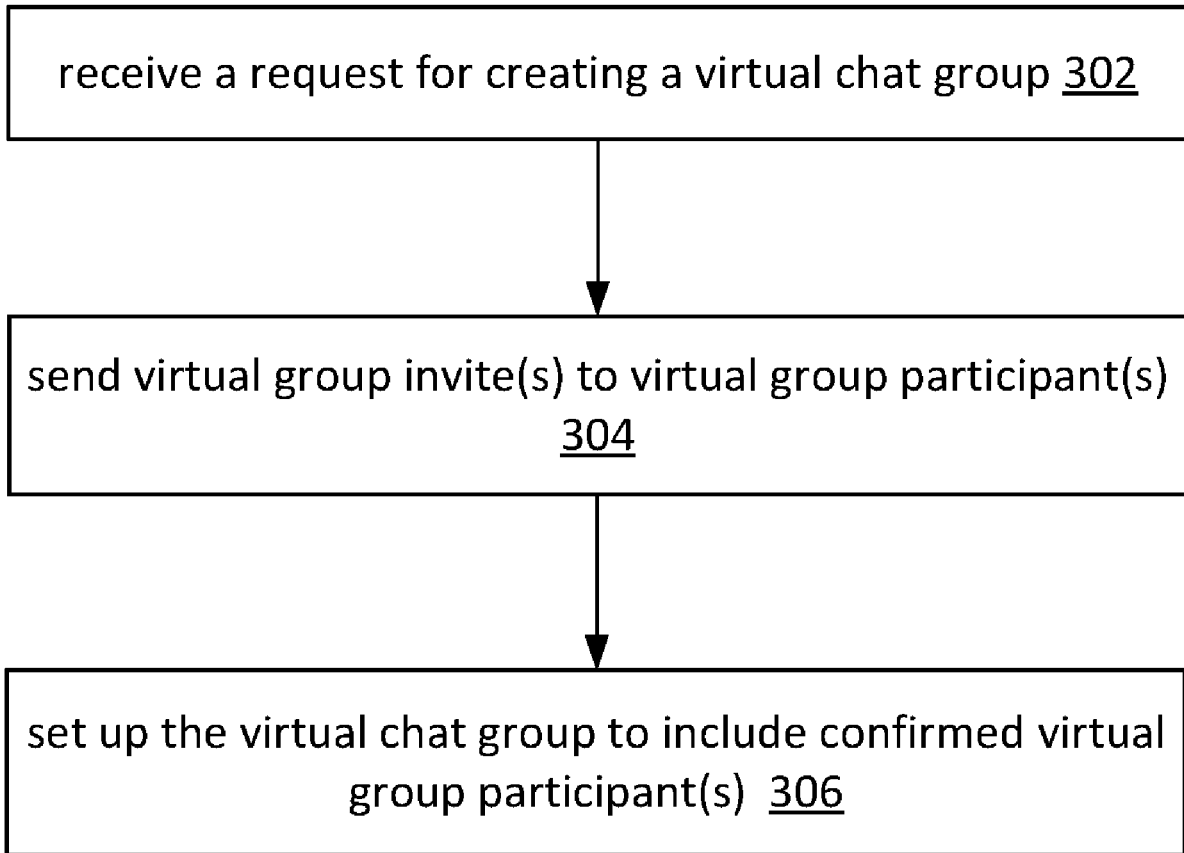 receive a request for creating a virtual chat group 302
send virtual group invite(s) to virtual group participant(s)
304
set up the virtual chat group to include confirmed virtual
group participant(s) 306